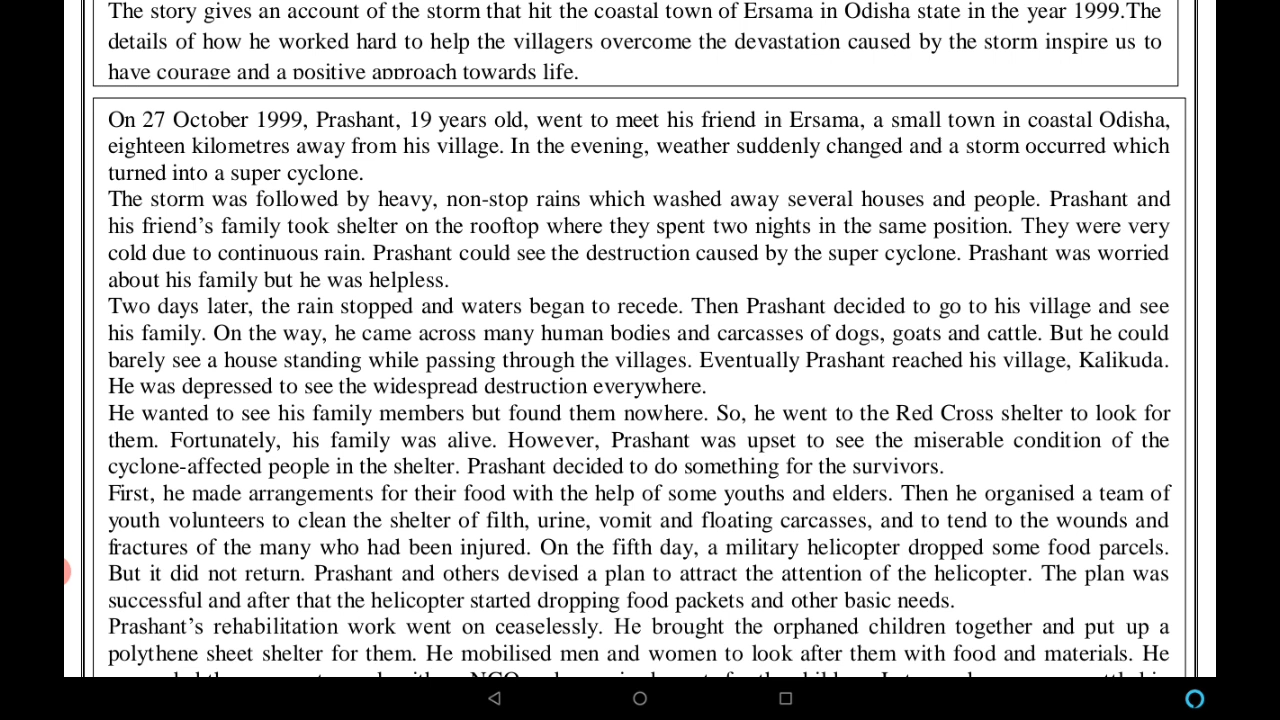 The story gives an account of the storm that hit the coastal town of Ersama in Odisha state in the year 1999.The
details of how he worked hard to help the villagers overcome the devastation caused by the storm inspire us to
have courage and a positive approach towards life.
On 27 October 1999, Prashant, 19 years old, went to meet his friend in Ersama, a small town in coastal Odisha,
eighteen kilometres away from his village. In the evening, weather suddenly changed and a storm occurred which
turned into a super cyclone.
The storm was followed by heavy, non-stop rains which washed away several houses and people. Prashant and
his friend’s family took shelter on the rooftop where they spent two nights in the same position. They were very
cold due to continuous rain. Prashant could see the destruction caused by the super cyclone. Prashant was worried
about his family but he was helpless.
Two days later, the rain stopped and waters began to recede. Then Prashant decided to go to his village and see
his family. On the way, he came across many human bodies and carcasses of dogs, goats and cattle. But he could
barely see a house standing while passing through the villages. Eventually Prashant reached his village, Kalikuda.
He was depressed to see the widespread destruction everywhere.
He wanted to see his family members but found them nowhere. So, he went to the Red Cross shelter to look for
them. Fortunately, his family was alive. However, Prashant was upset to see the miserable condition of the
cyclone-affected people in the shelter. Prashant decided to do something for the survivors.
First, he made arrangements for their food with the help of some youths and elders. Then he organised a team of
youth volunteers to clean the shelter of filth, urine, vomit and floating carcasses, and to tend to the wounds and
fractures of the many who had been injured. On the fifth day, a military helicopter dropped some food parcels.
But it did not return. Prashant and others devised a plan to attract the attention of the helicopter. The plan was
successful and after that the helicopter started dropping food packets and other basic needs.
Prashant’s rehabilitation work went on ceaselessly. He brought the orphaned children together and put up a
polythene sheet shelter for them. He mobilised men and women to look after them with food and materials. He